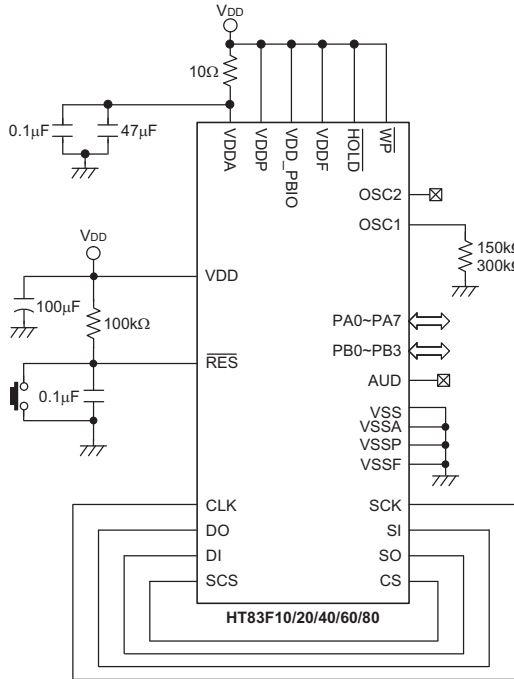 VDD
10Ω
0.1μF
47μF
VDDA
VDDP
VDD_PBIO
VDDF
HOLD
WP
OSC2
OSC1
150kΩ
300kΩ
VDD
VDD
100μF
100kΩ
RES
0.1μF
PA0~PA7
PB0~PB3
AUD
VSS
VSSA
VSSP
VSSF
CLK
SCK
DO
SI
DI
SO
SCS
CS
HT83F10/20/40/60/80